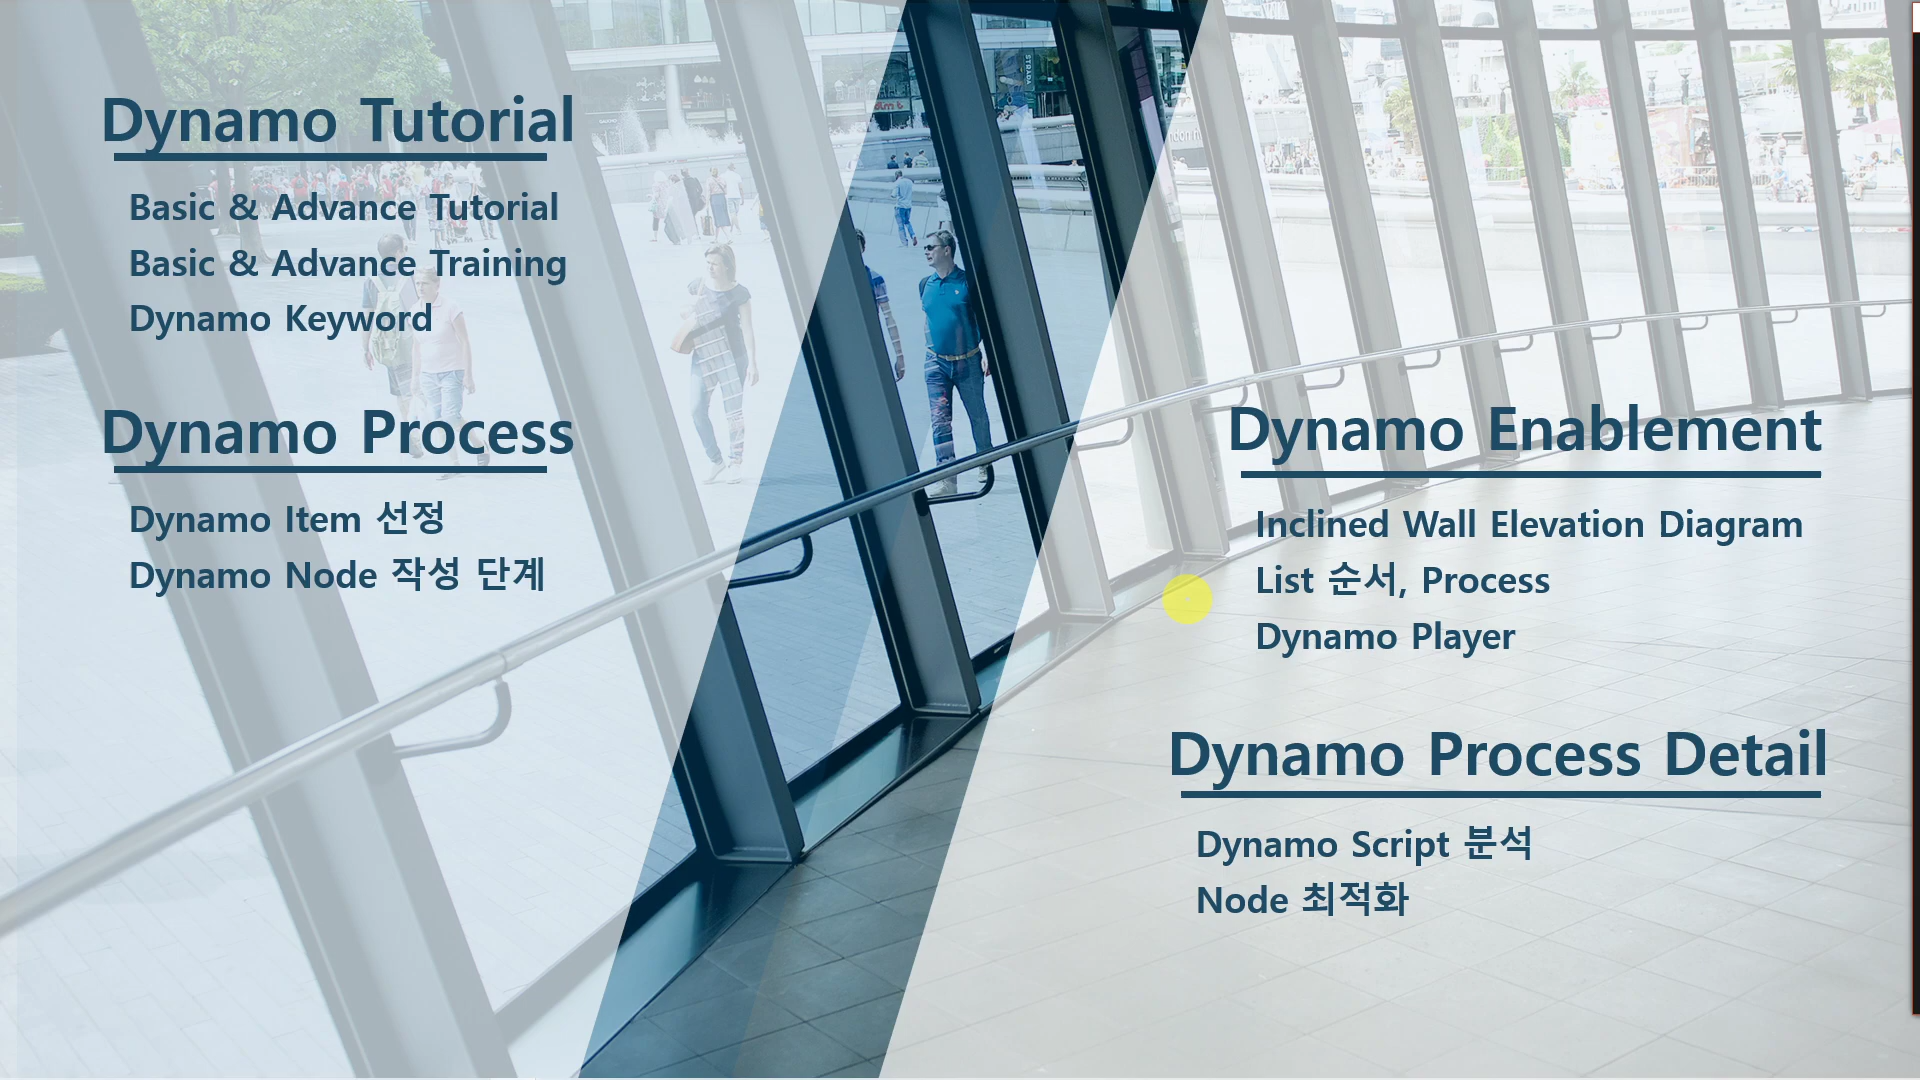 Dynamo Tutorial
Basic & Advance Tutorial
Basic & Advance Training
Dynamo Keyword
Dynamo Process
Dynamo Item 선정
Dynamo Node 작성 단계
Dynamo Enablement
Inclined Wall Elevation Diagram
List 순서, Process
Dynamo Player
Dynamo Process Detail
Dynamo Script 분석
Node 최적화
STRADA